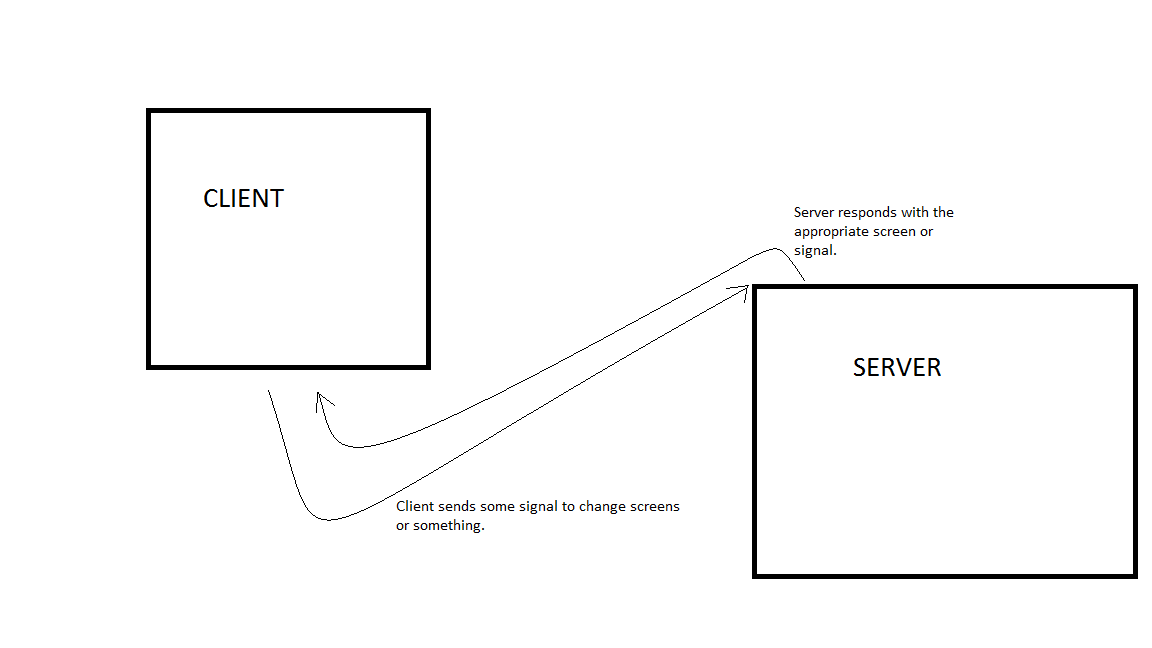 CLIENT
Server responds with the
appropriate screen or
signal.
SERVER
Client sends some signal to change screens
or something.